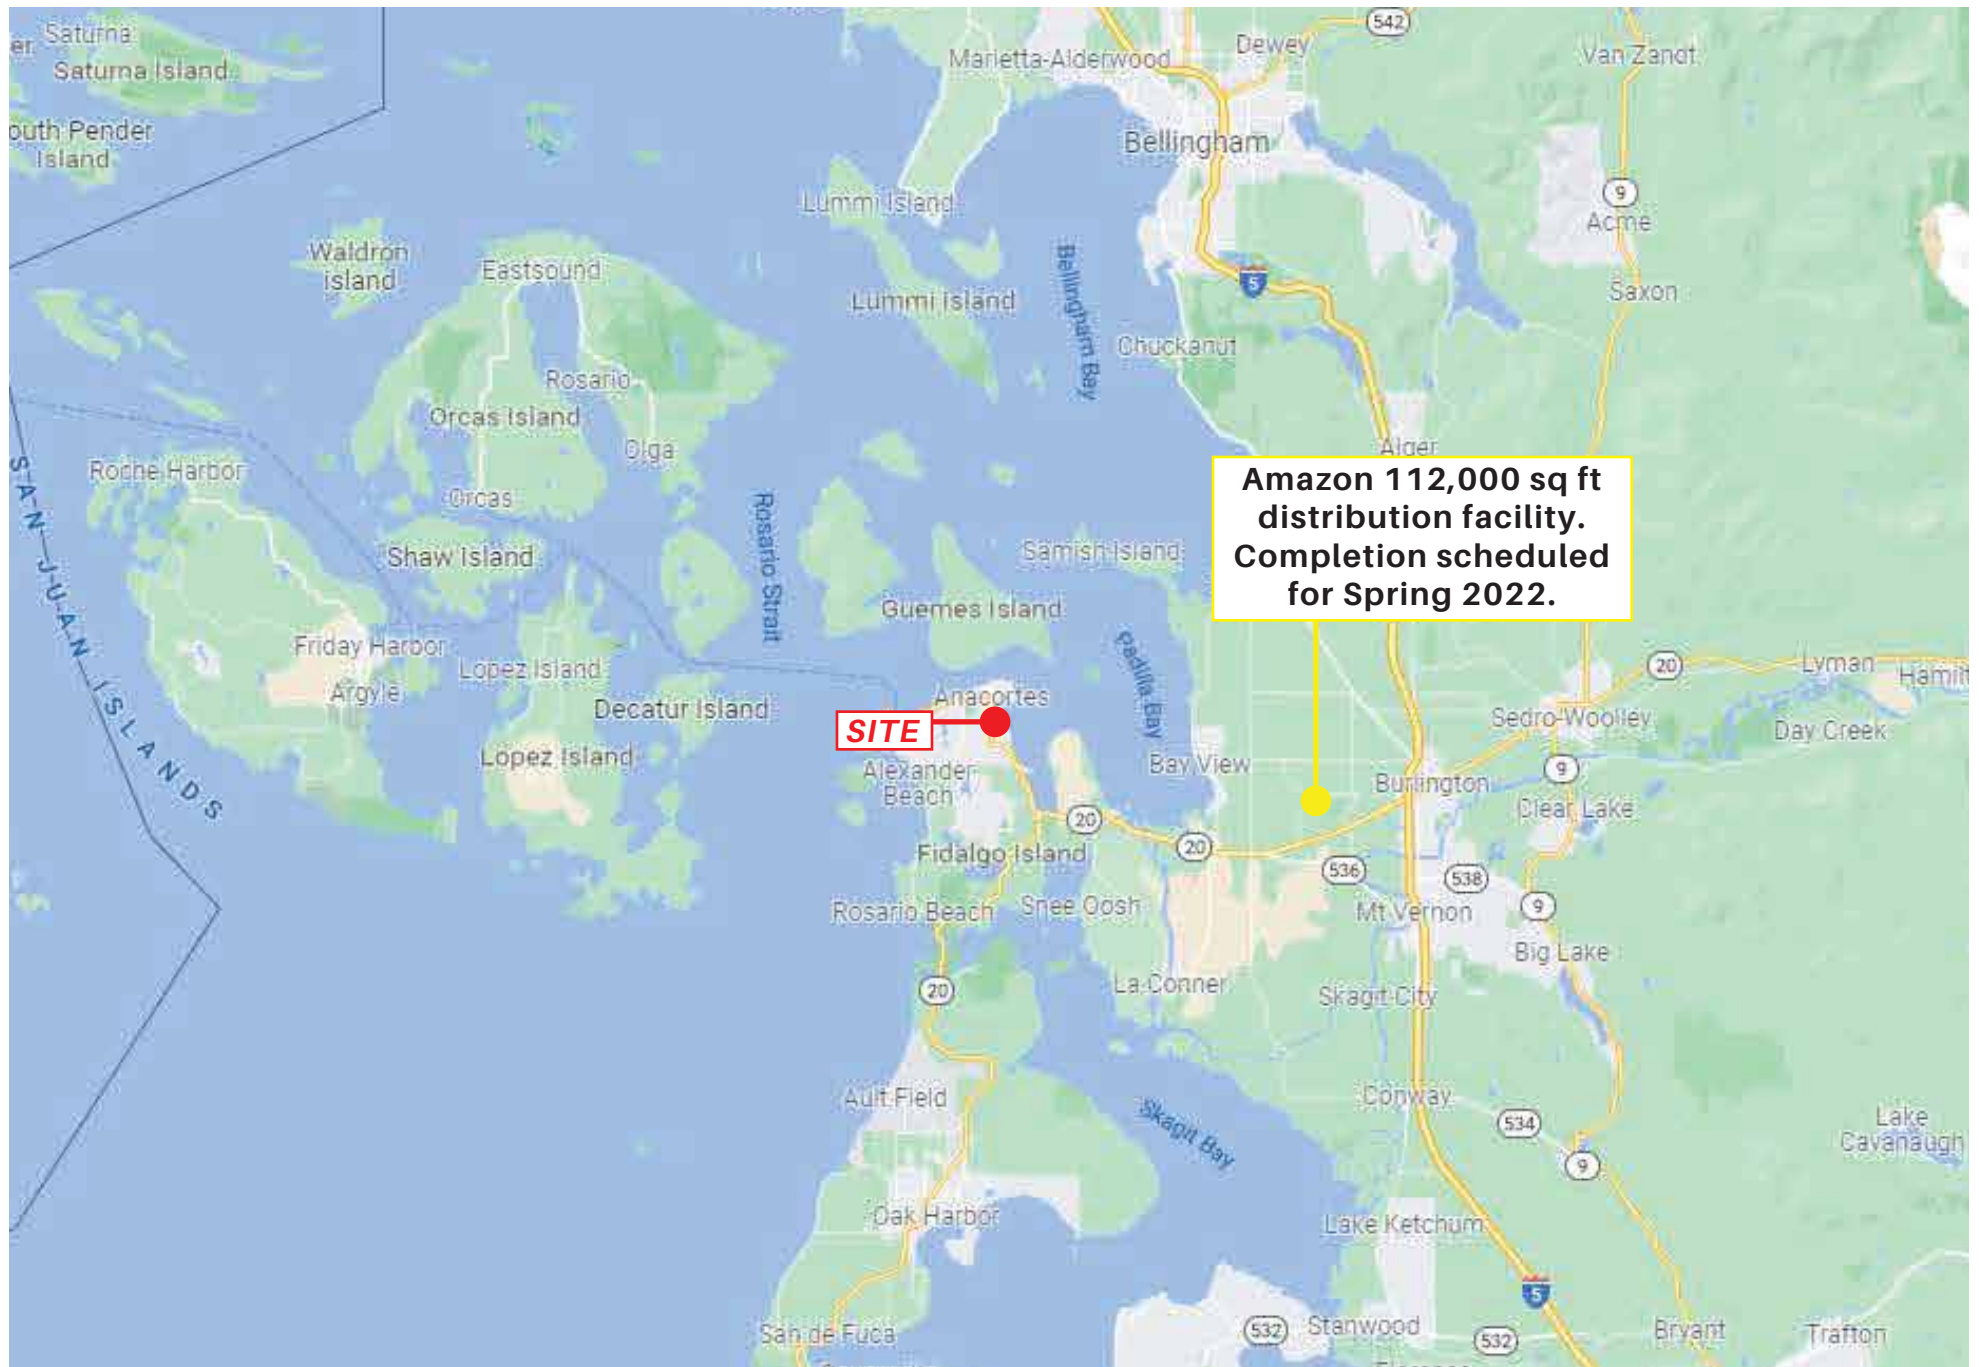 542
Saturna
Dewey
Van Zandt
Marietta-Alderwood
Saturna Island
outh Pender
Island
Bellingham
9
Acme
Lummi Island
Waldron
island
Eastsound
5
Saxon
Lummi island
Bellingham Bay
Chuckanut
Rosario
Orcas Island
Olga
Alger
Roche Harbor
Orcas
Amazon 112,000 sq ft
distribution facility.
Completion scheduled
for Spring 2022.
Rosario Strait
Shaw Island
Samish Island
Guemes Island
SAN JUAN ISLANDS
Friday Harbor
Lopez Island
Padilla Bay
20
Lyman
Hamilt
Argyle
Decatur Island
Anacortes
SITE
Sedro-Woolley
Day Creek
Lopez Island
Alexander
Beach
Bay View
Burlington
9
Clear Lake
20
20
Fidalgo Island
536
538
Rosario Beach
Snee Oosh
Mt Vernon
9
Big Lake
20
La Conner
Skagit City
Ault Field
Conway
Skagit Bay
534
Lake
Cavanaugh
9
Oak Harbor
Lake Ketchum
5
San de Fuca
532
Stanwood
532
Bryant
Trafton